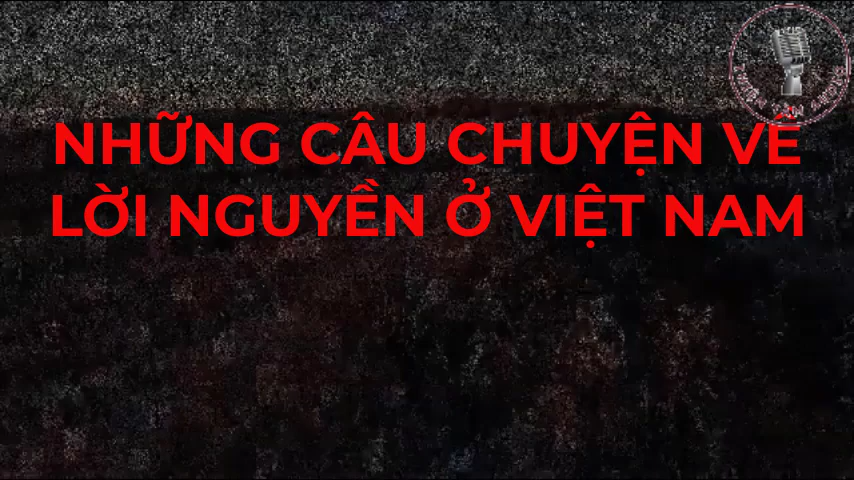 NHỮNG CÂU CHUYỆN VỀ
LỜI NGUYỀN Ở VIỆT NAM